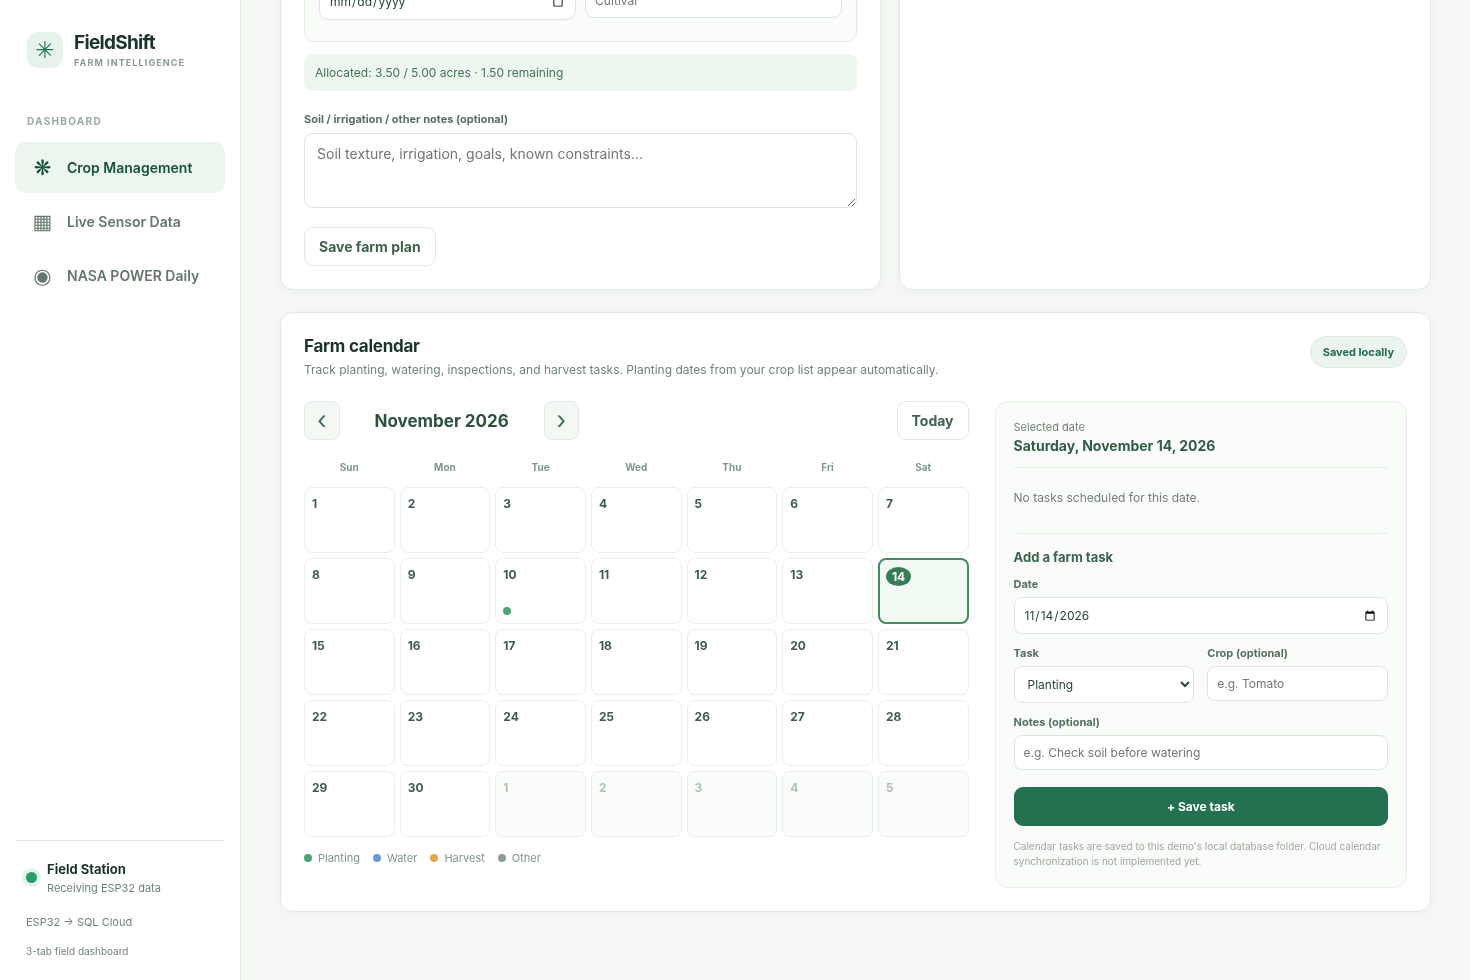 FieldShift
FARM INTELLIGENCE
DASHBOARD
Crop Management
Live Sensor Data
NASA POWER Daily
Field Station
Receiving ESP32 data
ESP32 → SQL Cloud
3-tab field dashboard
mm/dd/yyyy
Cultivar
Allocated: 3.50 / 5.00 acres · 1.50 remaining
Soil / irrigation / other notes (optional)
Soil texture, irrigation, goals, known constraints...
Save farm plan
Farm calendar
Track planting, watering, inspections, and harvest tasks. Planting dates from your crop list appear automatically.
Saved locally
‹ November 2026 ›
Today
Sun Mon Tue Wed Thu Fri Sat
1 2 3 4 5 6 7
8 9 10 11 12 13 14
15 16 17 18 19 20 21
22 23 24 25 26 27 28
29 30 1 2 3 4 5
Planting Water Harvest Other
Selected date
Saturday, November 14, 2026
No tasks scheduled for this date.
Add a farm task
Date
11/14/2026
Task Crop (optional)
Planting e.g. Tomato
Notes (optional)
e.g. Check soil before watering
+ Save task
Calendar tasks are saved to this demo's local database folder. Cloud calendar
synchronization is not implemented yet.